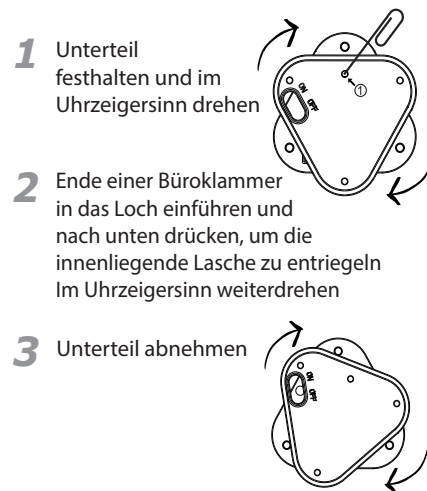 1 Unterteil
festhalten und im
Uhrzeigersinn drehen
ON
OFF
①
2 Ende einer Büroklammer
in das Loch einführen und
nach unten drücken, um die
innenliegende Lasche zu entriegeln
Im Uhrzeigersinn weiterdrehen
3 Unterteil abnehmen
ON
OFF